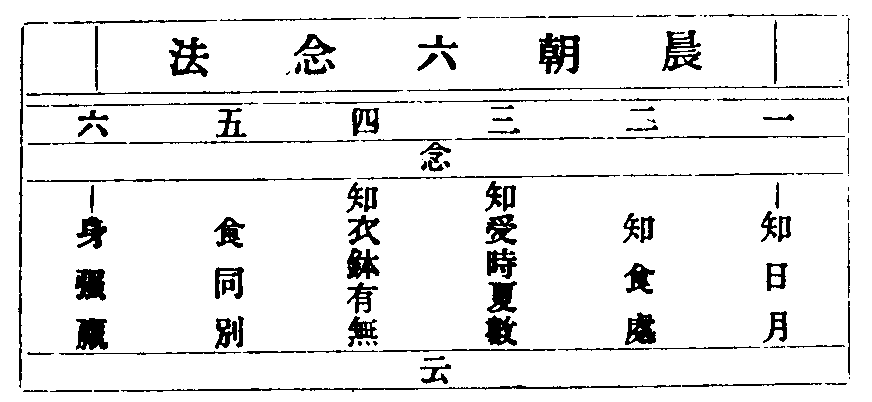 晨朝六念法
一 二 三 四 五 六
念
知日月
知食處
知受時夏數
知衣鉢有無
食同別
身强羸
云